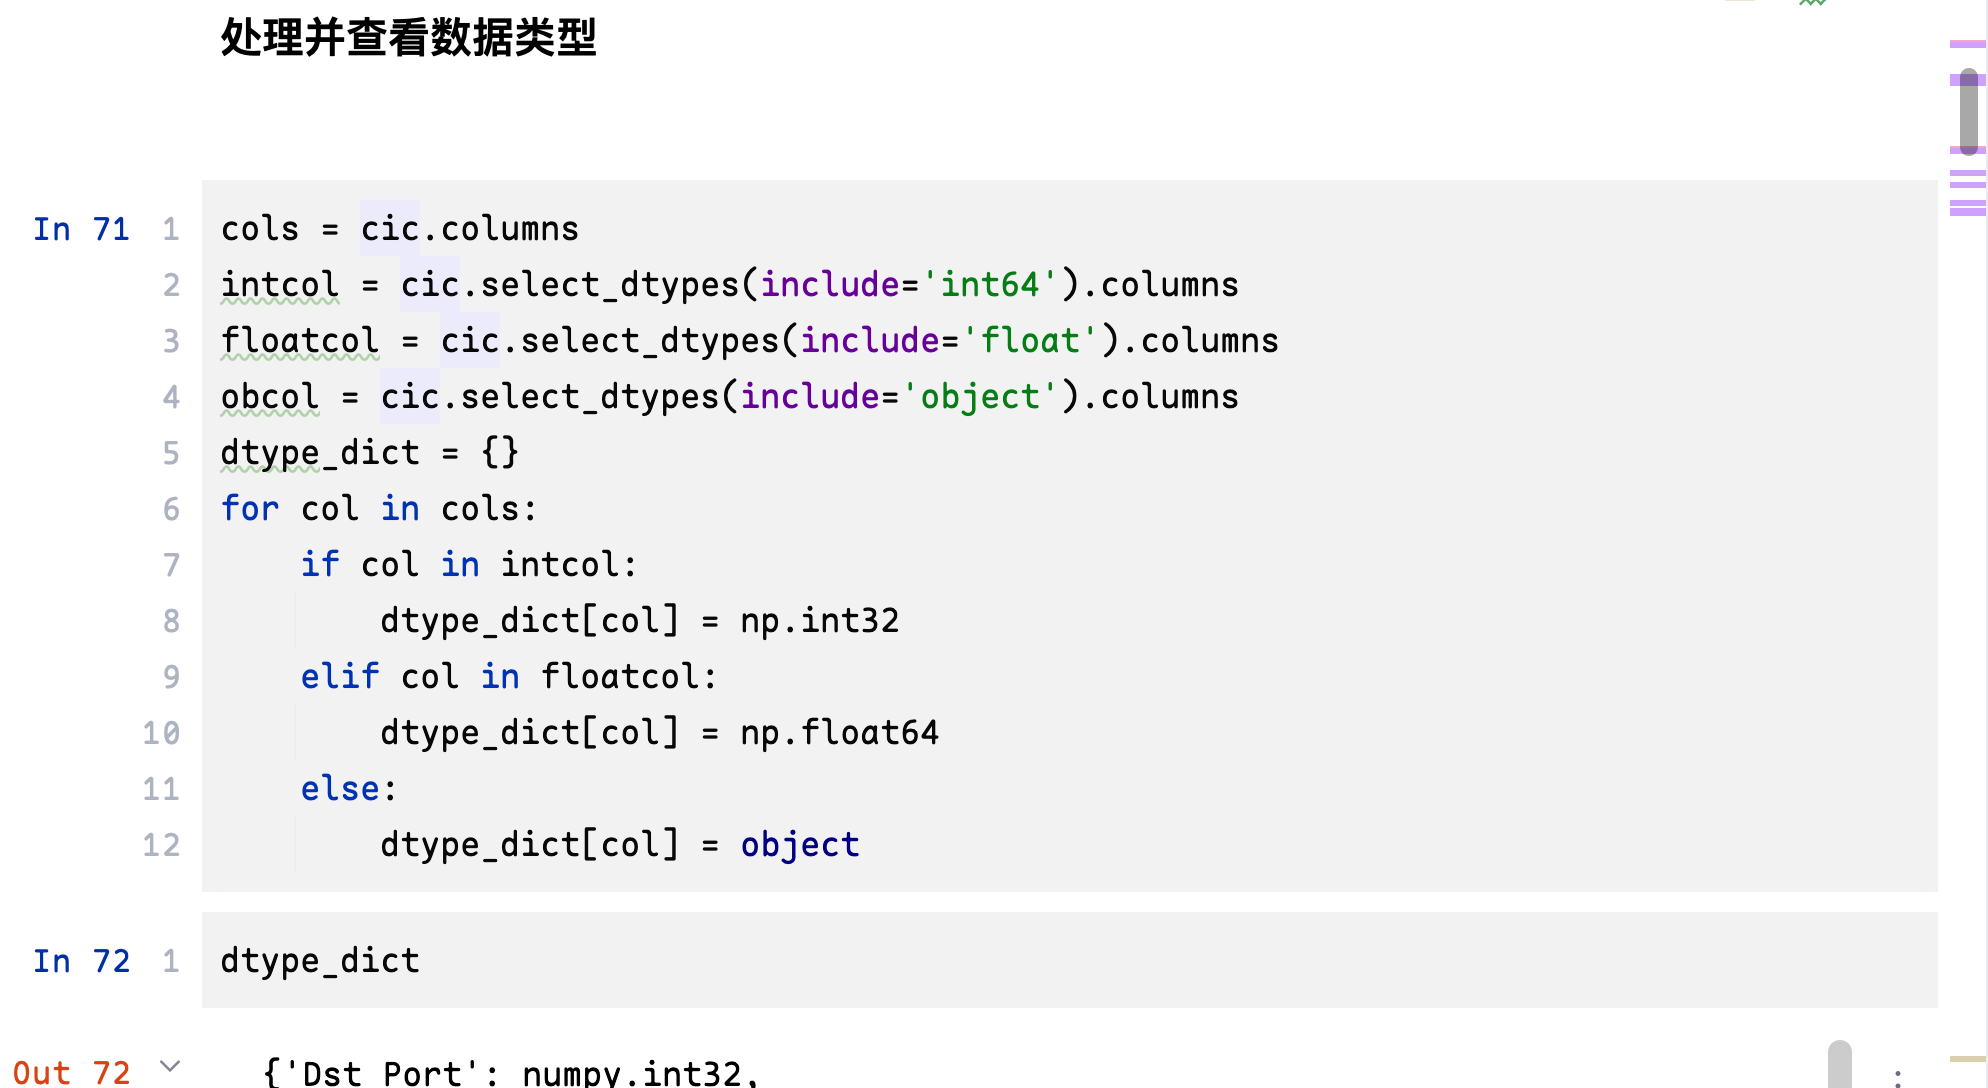 处理并查看数据类型
In 71 1 cols = cic.columns
2 intcol = cic.select_dtypes(include='int64').columns
3 floatcol = cic.select_dtypes(include='float').columns
4 obcol = cic.select_dtypes(include='object').columns
5 dtype_dict = {}
6 for col in cols:
7     if col in intcol:
8         dtype_dict[col] = np.int32
9     elif col in floatcol:
10         dtype_dict[col] = np.float64
11     else:
12         dtype_dict[col] = object
In 72 1 dtype_dict
Out 72 {'Dst Port': numpy.int32,